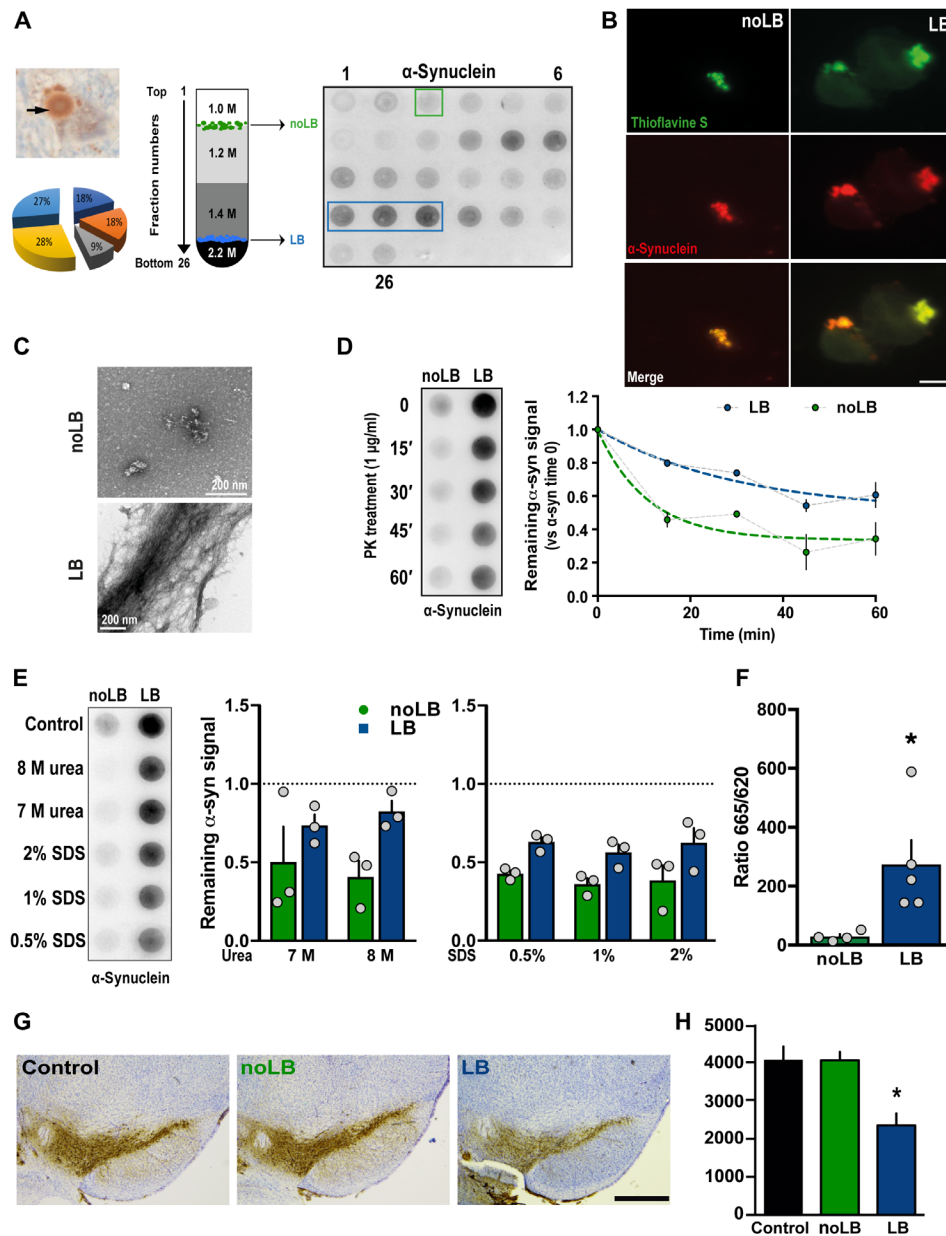 A
1 α-Synuclein 6
Top 1
1.0 M
noLB
1.2 M
Fraction numbers
1.4 M
LB
2.2 M
Bottom 26
26
27%
18%
18%
9%
28%
B
noLB
LB
Thioflavine S
α-Synuclein
Merge
C
noLB
200 nm
LB
200 nm
D
noLB LB
PK treatment (1 µg/ml)
0
15′
30′
45′
60′
α-Synuclein
LB
noLB
Remaining α-syn signal
(vs α-syn time 0)
1.2
1.0
0.8
0.6
0.4
0.2
0.0
0 20 40 60
Time (min)
E
noLB LB
Control
8 M urea
7 M urea
2% SDS
1% SDS
0.5% SDS
α-Synuclein
Remaining α-syn signal
1.5
1.0
0.5
0.0
noLB
LB
Urea 7 M 8 M
1.5
1.0
0.5
0.0
SDS 0.5% 1% 2%
F
Ratio 665/620
800
600
400
200
0
*
noLB LB
G
Control
noLB
LB
H
5000
4000
3000
2000
1000
0
*
Control noLB LB